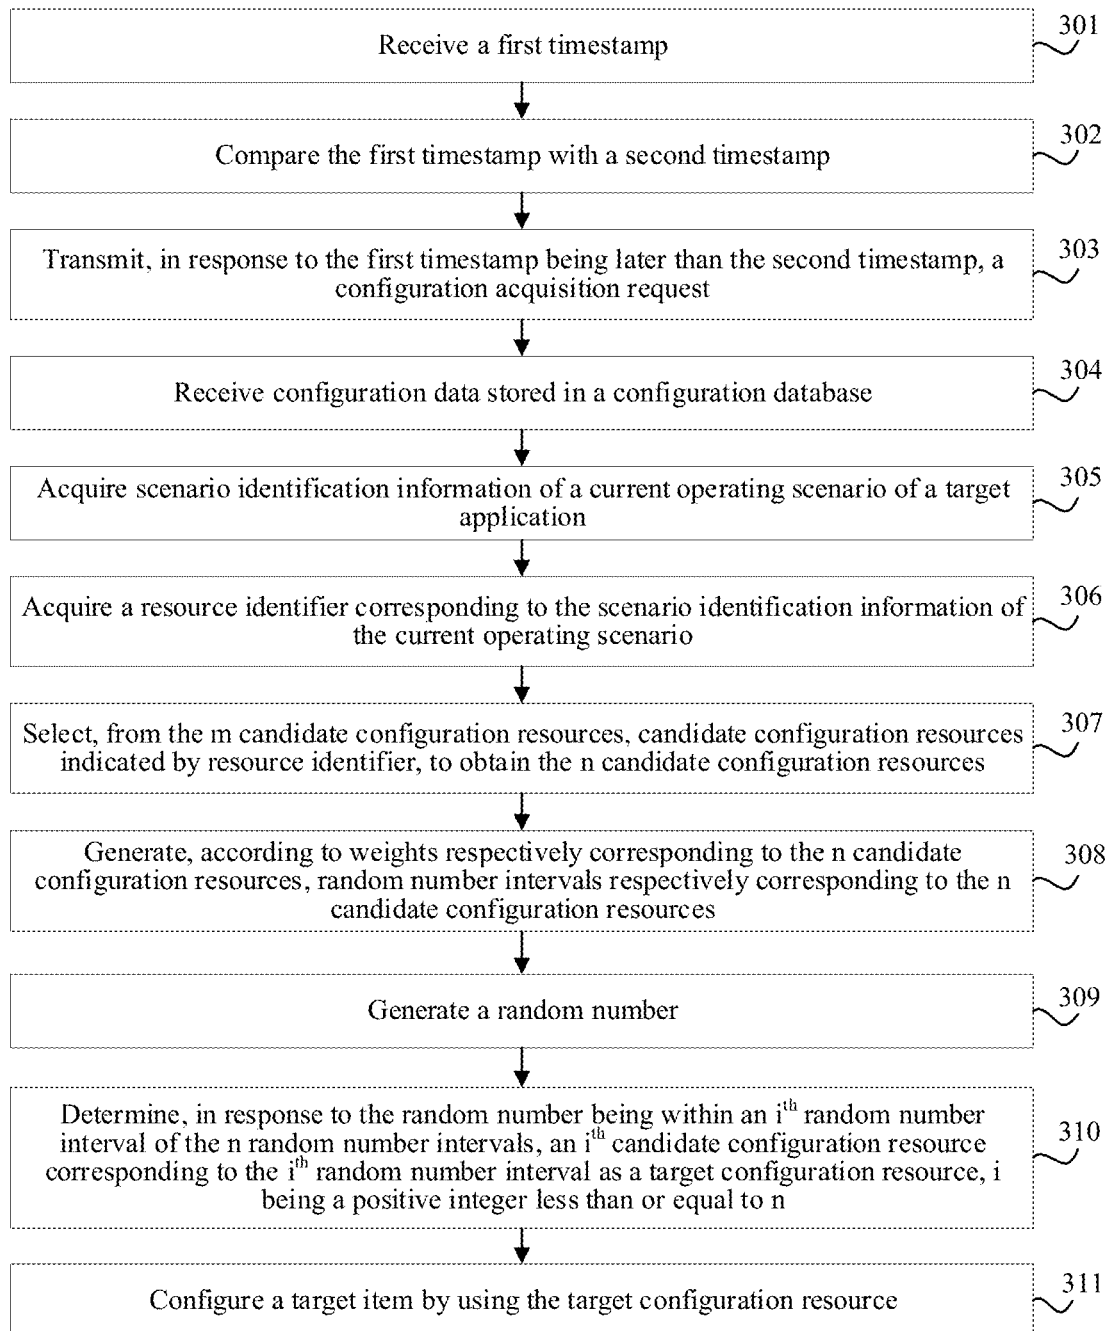 Receive a first timestamp
301
Compare the first timestamp with a second timestamp
302
Transmit, in response to the first timestamp being later than the second timestamp, a
configuration acquisition request
303
Receive configuration data stored in a configuration database
304
Acquire scenario identification information of a current operating scenario of a target
application
305
Acquire a resource identifier corresponding to the scenario identification information of
the current operating scenario
306
Select, from the m candidate configuration resources, candidate configuration resources
indicated by resource identifier, to obtain the n candidate configuration resources
307
Generate, according to weights respectively corresponding to the n candidate
configuration resources, random number intervals respectively corresponding to the n
candidate configuration resources
308
Generate a random number
309
Determine, in response to the random number being within an i^th random number
interval of the n random number intervals, an i^th candidate configuration resource
corresponding to the i^th random number interval as a target configuration resource, i
being a positive integer less than or equal to n
310
Configure a target item by using the target configuration resource
311